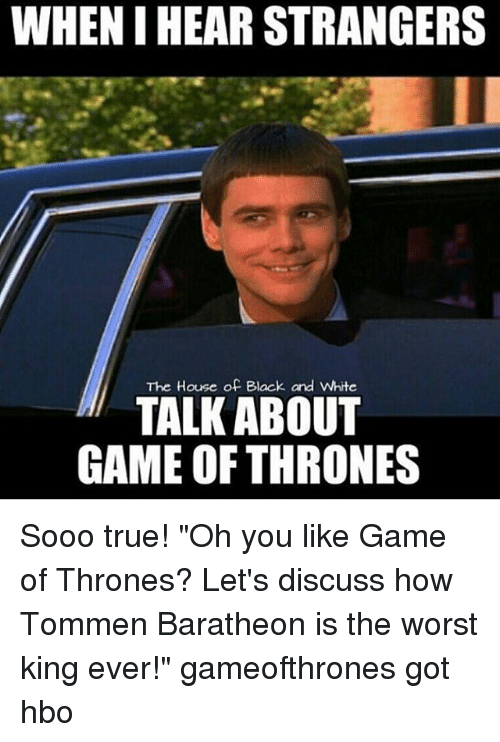 WHEN I HEAR STRANGERS
The House of Black and White
TALK ABOUT
GAME OF THRONES
Sooo true! "Oh you like Game
of Thrones? Let's discuss how
Tommen Baratheon is the worst
king ever!" gameofthrones got
hbo